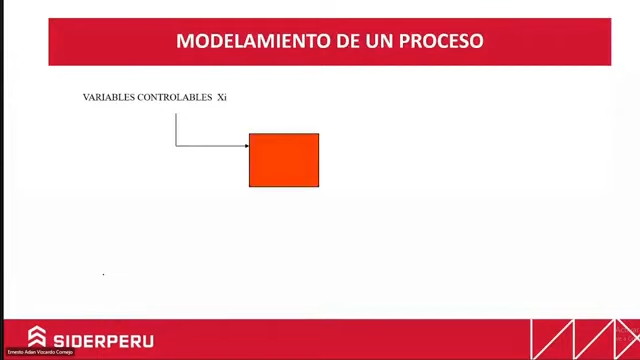 MODELAMIENTO DE UN PROCESO
VARIABLES CONTROLABLES Xi
SIDERPERU
Ernesto Adan Vizcardo Cornejo